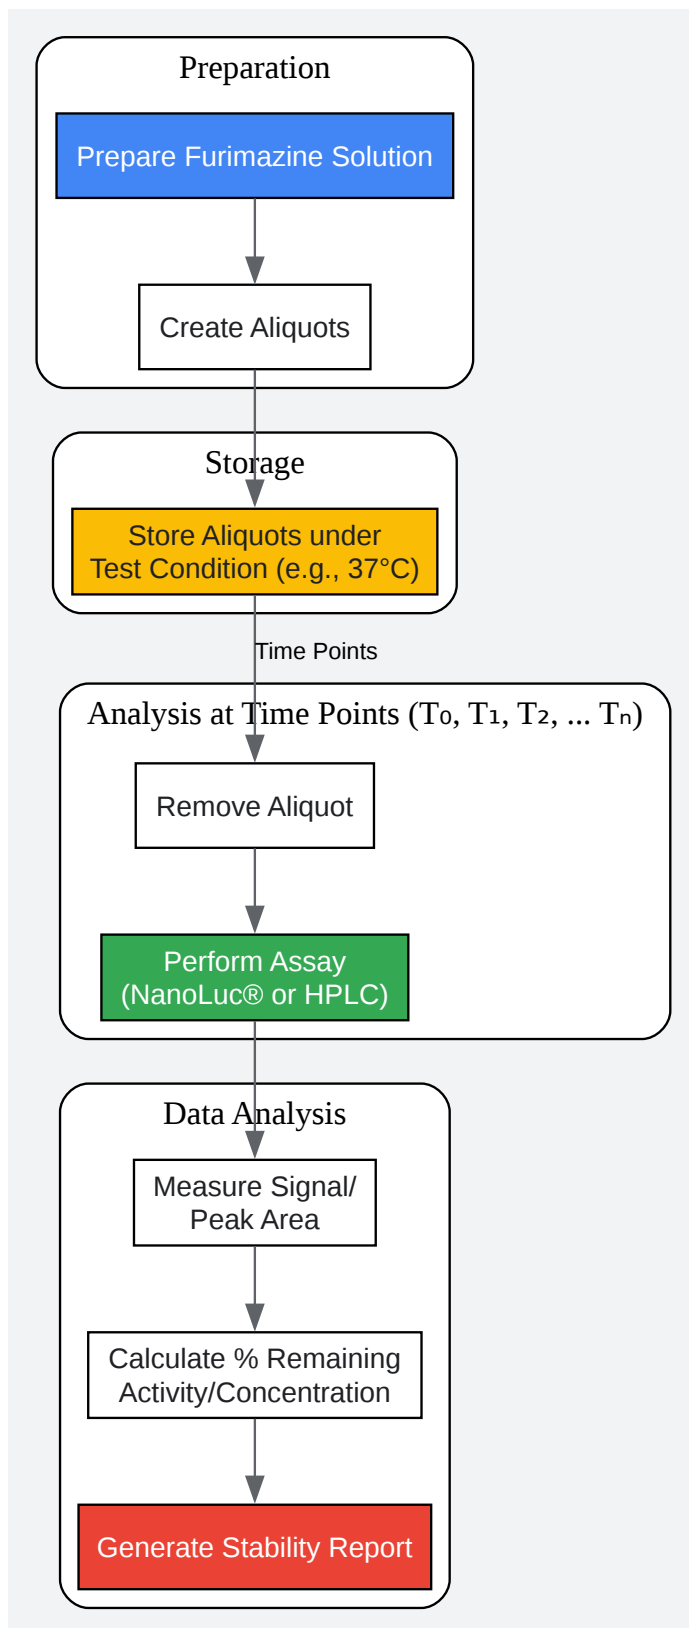 Preparation
Prepare Furimazine Solution
Create Aliquots
Storage
Store Aliquots under
Test Condition (e.g., 37°C)
Time Points
Analysis at Time Points (T₀, T₁, T₂, ... Tₙ)
Remove Aliquot
Perform Assay
(NanoLuc® or HPLC)
Data Analysis
Measure Signal/
Peak Area
Calculate % Remaining
Activity/Concentration
Generate Stability Report